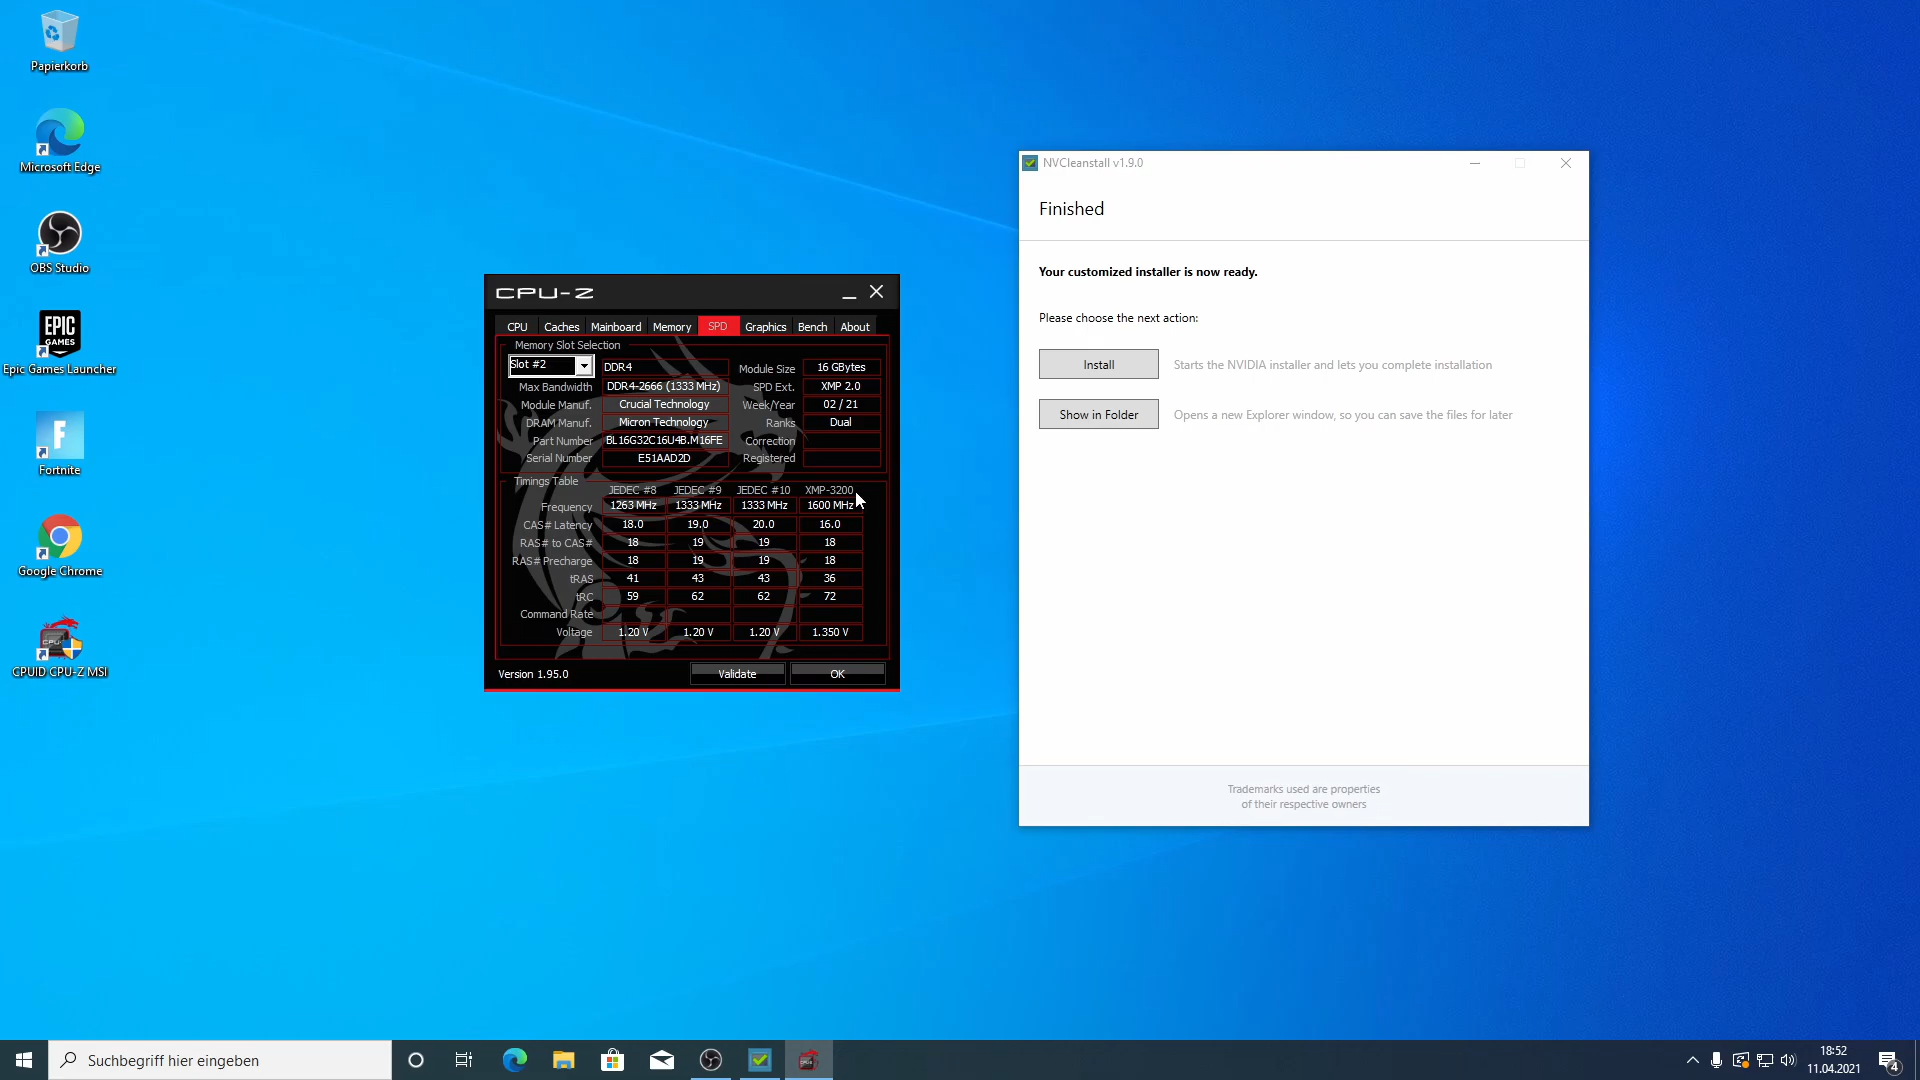 Papierkorb
Microsoft Edge
OBS Studio
EPIC
GAMES
Epic Games Launcher
Fortnite
Google Chrome
CPUID CPU-Z MSI
CPU-Z
CPU Caches Mainboard Memory SPD Graphics Bench About
Memory Slot Selection
Slot #2 DDR4 Module Size 16 GBytes
Max Bandwidth DDR4-2666 (1333 MHz) SPD Ext. XMP 2.0
Module Manuf. Crucial Technology Week/Year 02 / 21
DRAM Manuf. Micron Technology Ranks Dual
Part Number BL16G32C16U4B.M16FE Correction
Serial Number E51AAD2D Registered
Timings Table
JEDEC #8 JEDEC #9 JEDEC #10 XMP-3200
Frequency 1263 MHz 1333 MHz 1333 MHz 1600 MHz
CAS# Latency 18.0 19.0 20.0 16.0
RAS# to CAS# 18 19 19 18
RAS# Precharge 18 19 19 18
tRAS 41 43 43 36
tRC 59 62 62 72
Command Rate
Voltage 1.20 V 1.20 V 1.20 V 1.350 V
Version 1.95.0 Validate OK
NVCleanstall v1.9.0
Finished
Your customized installer is now ready.
Please choose the next action:
Install Starts the NVIDIA installer and lets you complete installation
Show in Folder Opens a new Explorer window, so you can save the files for later
Trademarks used are properties
of their respective owners
Suchbegriff hier eingeben
18:52
11.04.2021
4